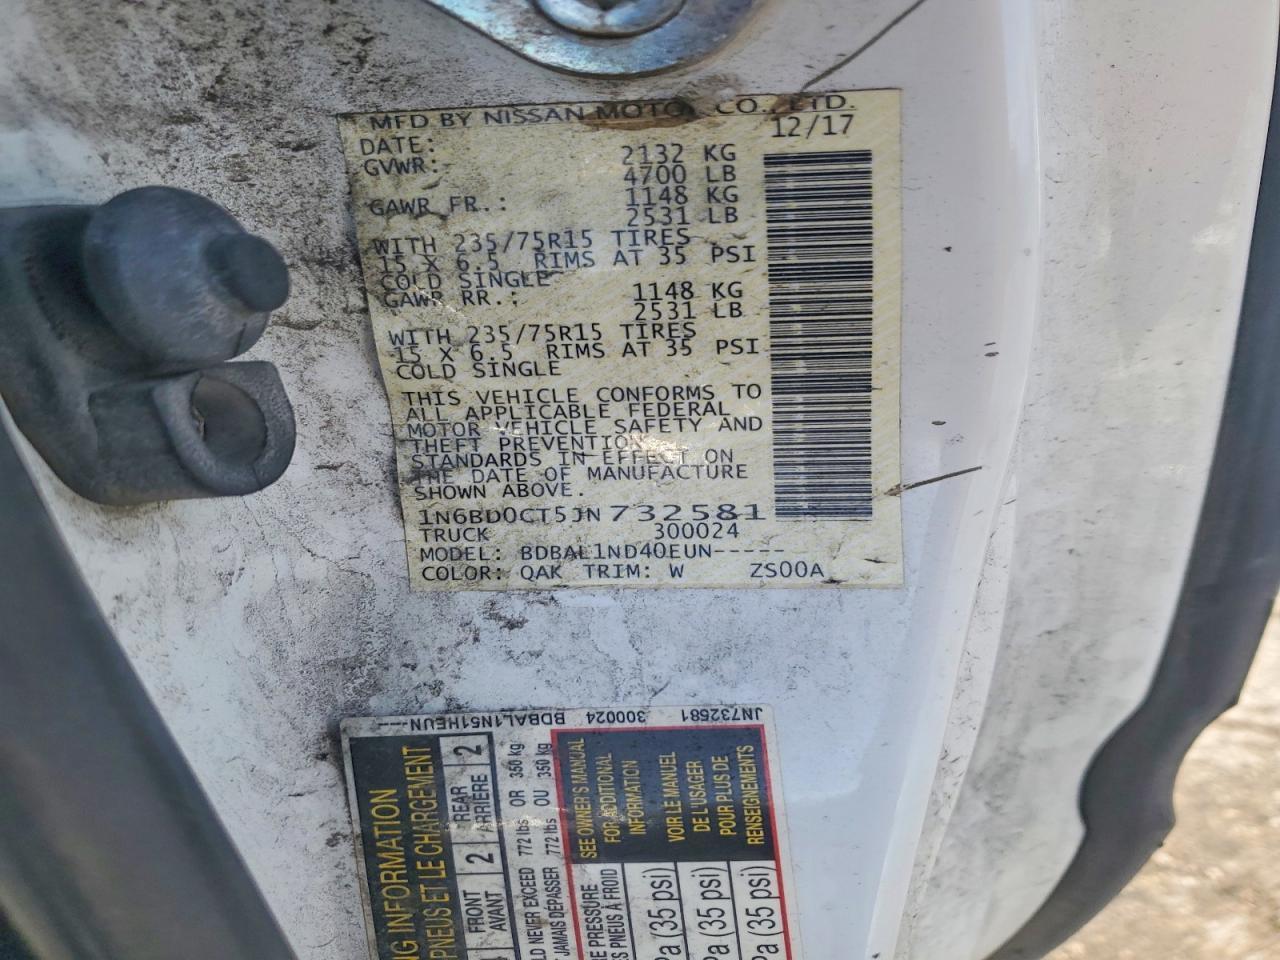 MFD BY NISSAN MOTOR CO., LTD.
DATE: 12/17
GVWR: 2132 KG
4700 LB
GAWR FR.: 1148 KG
2531 LB
WITH 235/75R15 TIRES
15 X 6.5 RIMS AT 35 PSI
COLD SINGLE
GAWR RR.: 1148 KG
2531 LB
WITH 235/75R15 TIRES
15 X 6.5 RIMS AT 35 PSI
COLD SINGLE
THIS VEHICLE CONFORMS TO
ALL APPLICABLE FEDERAL
MOTOR VEHICLE SAFETY AND
THEFT PREVENTION
STANDARDS IN EFFECT ON
THE DATE OF MANUFACTURE
SHOWN ABOVE.
1N6BD0CT5JN732581
TRUCK 300024
MODEL: BDBAL1ND40EUN-----
COLOR: QAK TRIM: W ZS00A
JN732581 300024 BDBAL1N51HEUN----
NG INFORMATION
PNEUS ET LE CHARGEMENT
FRONT 2 REAR 2
AVANT ARRIÈRE
LD NEVER EXCEED 772 lbs OR 350 kg
T JAMAIS DÉPASSER 772 lbs OU 350 kg
RE PRESSURE
ES PNEUS À FROID
Pa (35 psi)
Pa (35 psi)
Pa (35 psi)
SEE OWNER'S MANUAL
FOR ADDITIONAL
INFORMATION
VOIR LE MANUEL
DE L'USAGER
POUR PLUS DE
RENSEIGNEMENTS